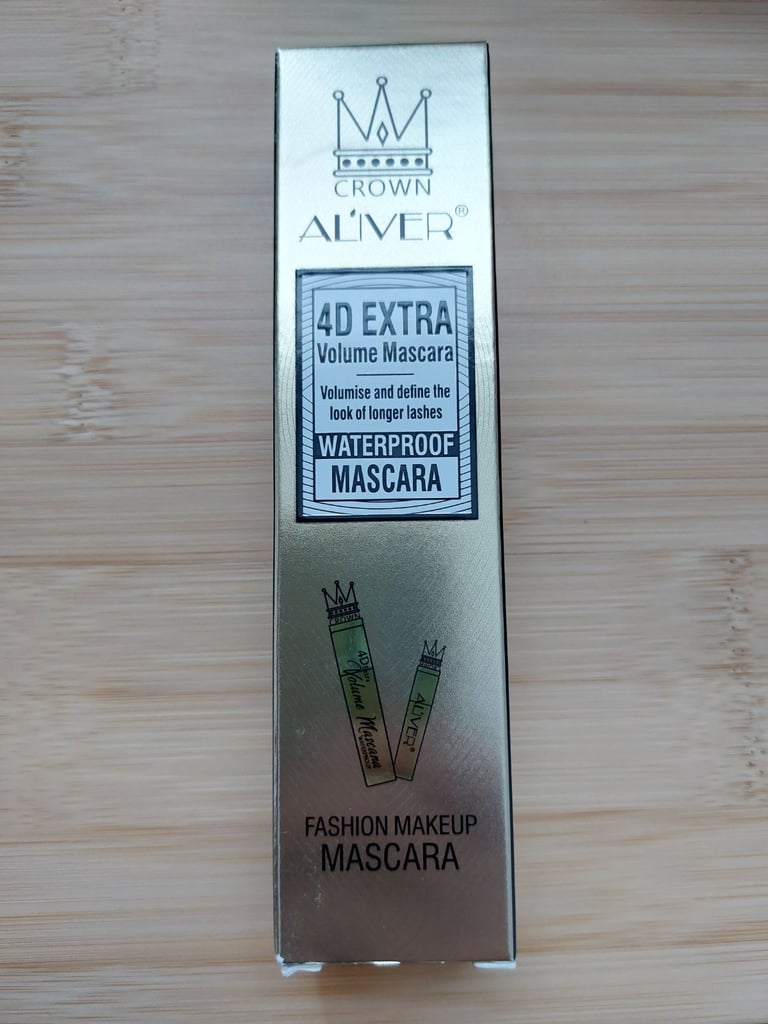 CROWN
AL'IVER®
4D EXTRA
Volume Mascara
Volumise and define the
look of longer lashes
WATERPROOF
MASCARA
CROWN
4D
Volume Mascara
WATERPROOF
AL'IVER®
FASHION MAKEUP
MASCARA